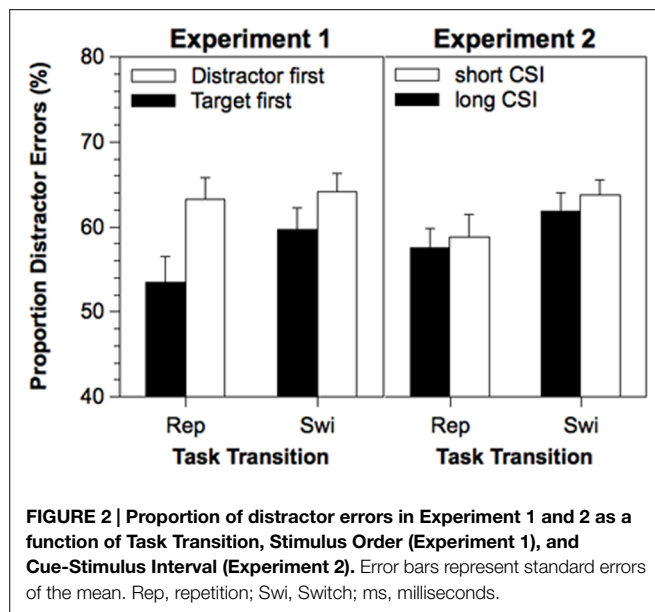 Experiment 1
Experiment 2
80
70
60
50
40
Proportion Distractor Errors (%)
Distractor first
Target first
short CSI
long CSI
Rep
Swi
Rep
Swi
Task Transition
Task Transition
FIGURE 2 | Proportion of distractor errors in Experiment 1 and 2 as a
function of Task Transition, Stimulus Order (Experiment 1), and
Cue-Stimulus Interval (Experiment 2). Error bars represent standard errors
of the mean. Rep, repetition; Swi, Switch; ms, milliseconds.